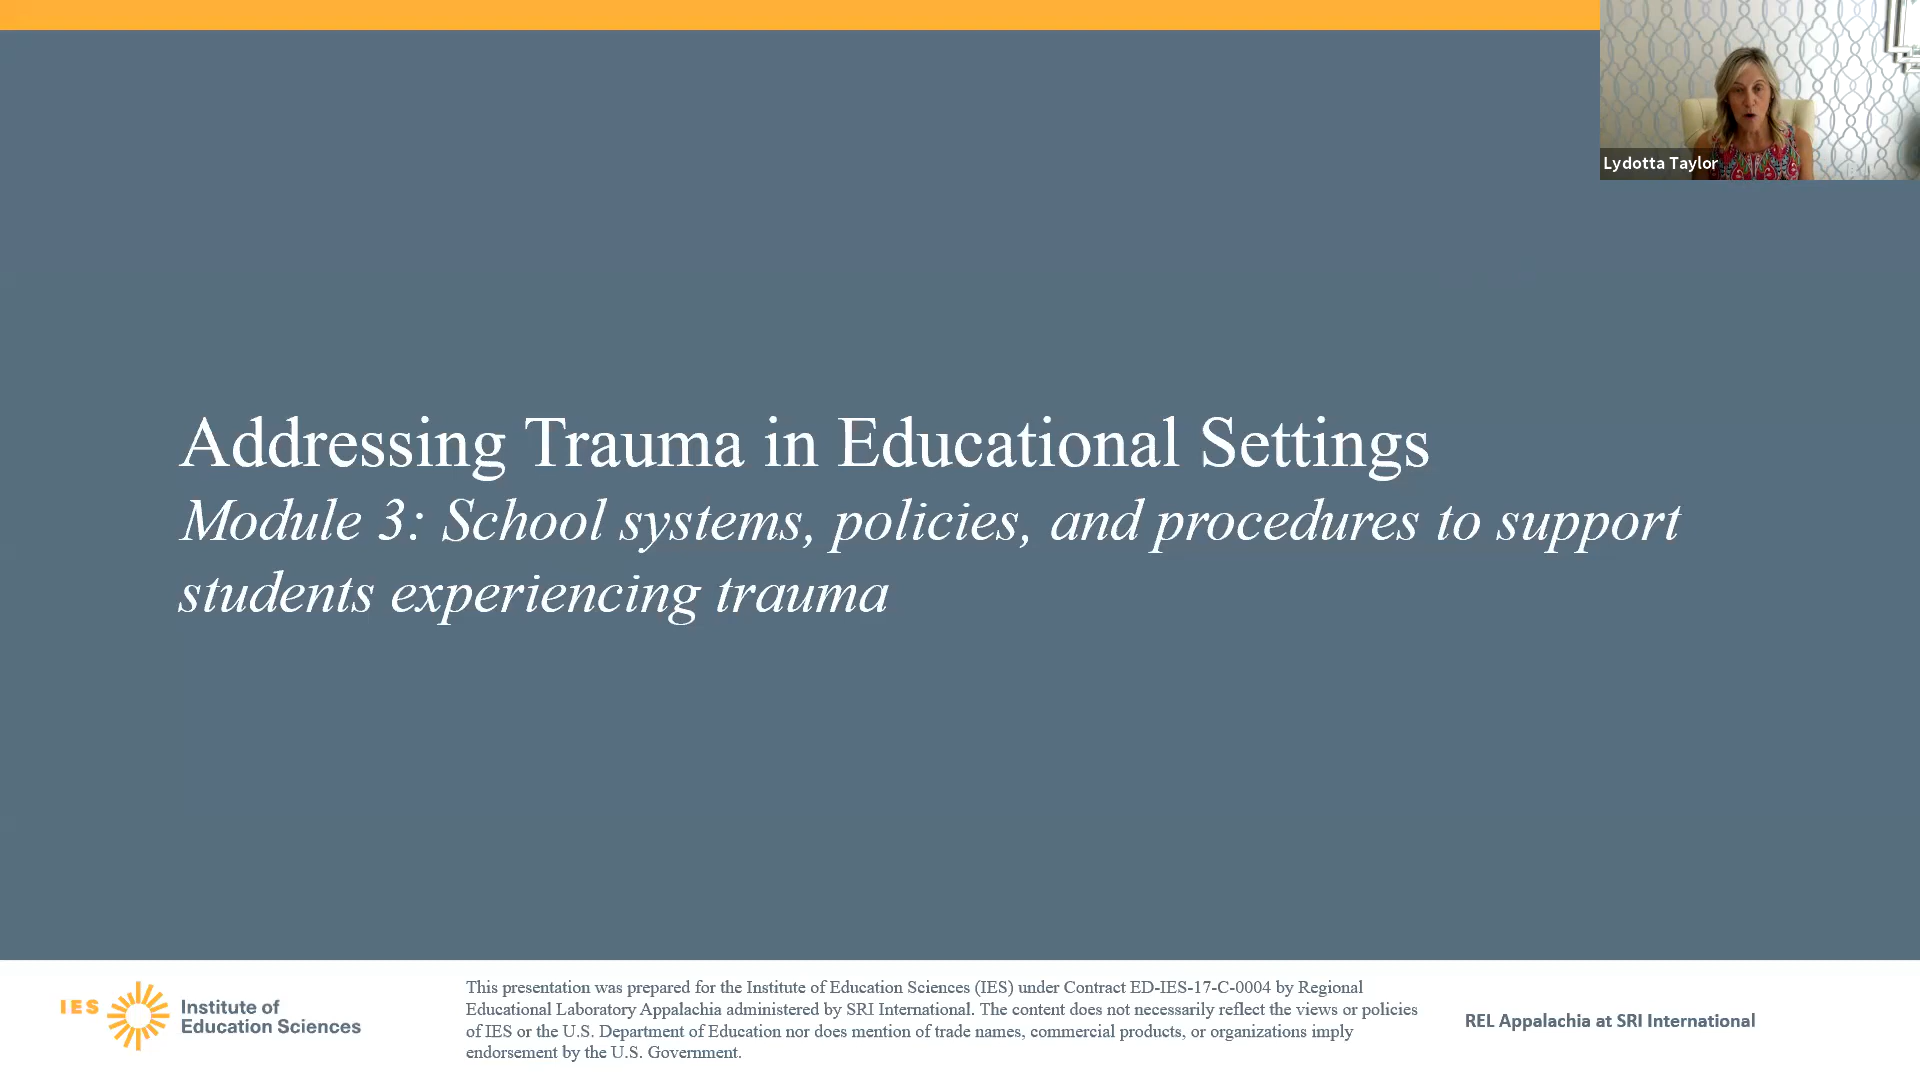 Lydotta Taylor
Addressing Trauma in Educational Settings
Module 3: School systems, policies, and procedures to support
students experiencing trauma
IES
Institute of
Education Sciences
This presentation was prepared for the Institute of Education Sciences (IES) under Contract ED-IES-17-C-0004 by Regional
Educational Laboratory Appalachia administered by SRI International. The content does not necessarily reflect the views or policies
of IES or the U.S. Department of Education nor does mention of trade names, commercial products, or organizations imply
endorsement by the U.S. Government.
REL Appalachia at SRI International